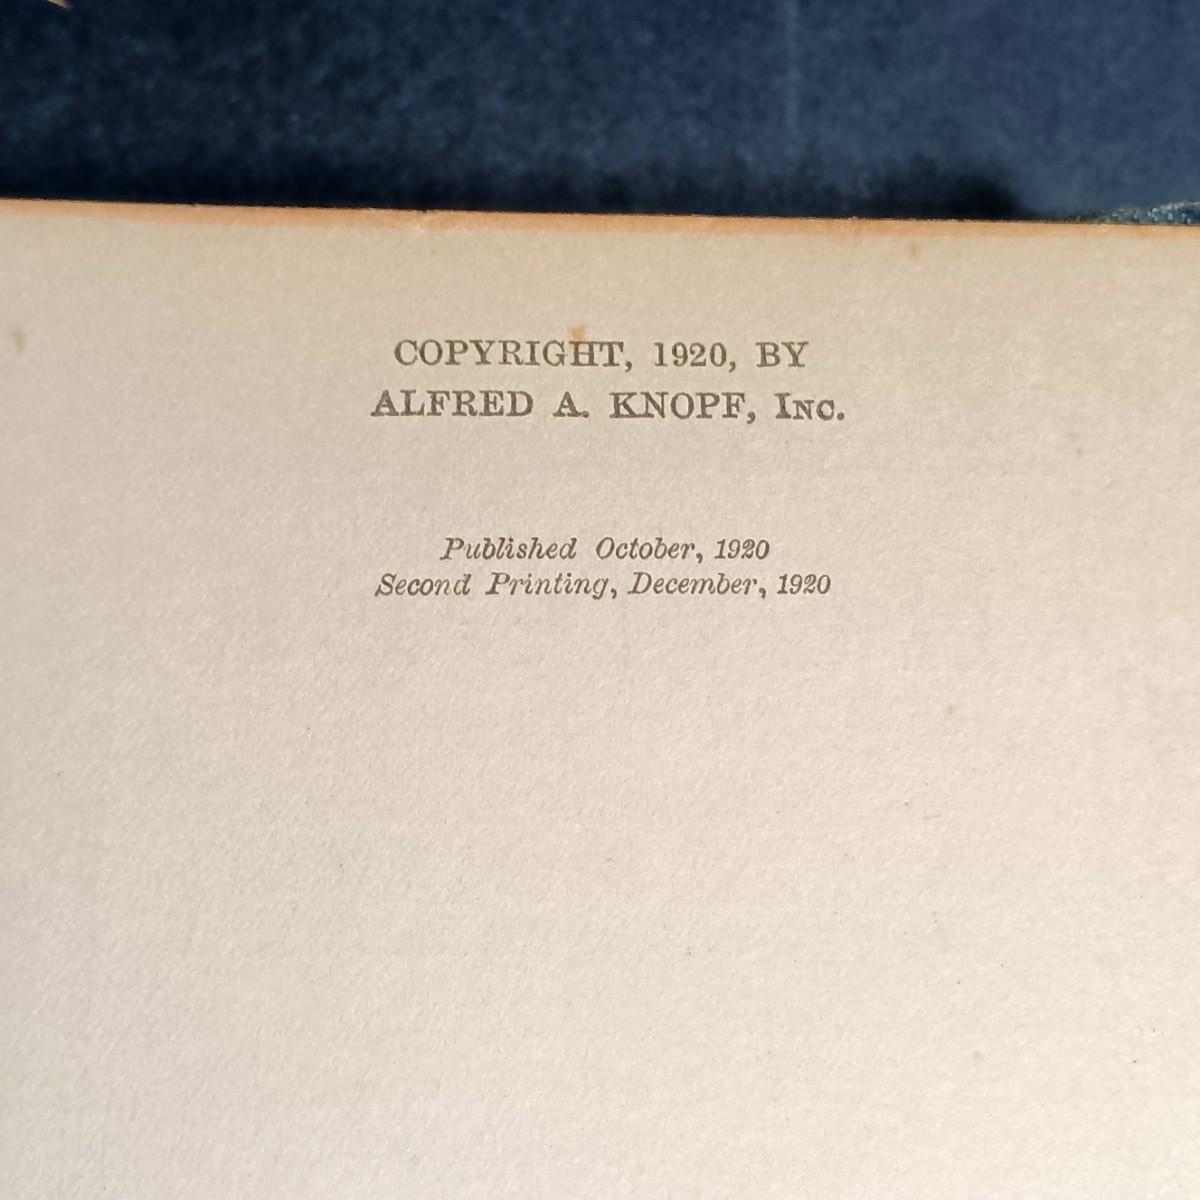 COPYRIGHT, 1920, BY
ALFRED A. KNOPF, Inc.
Published October, 1920
Second Printing, December, 1920